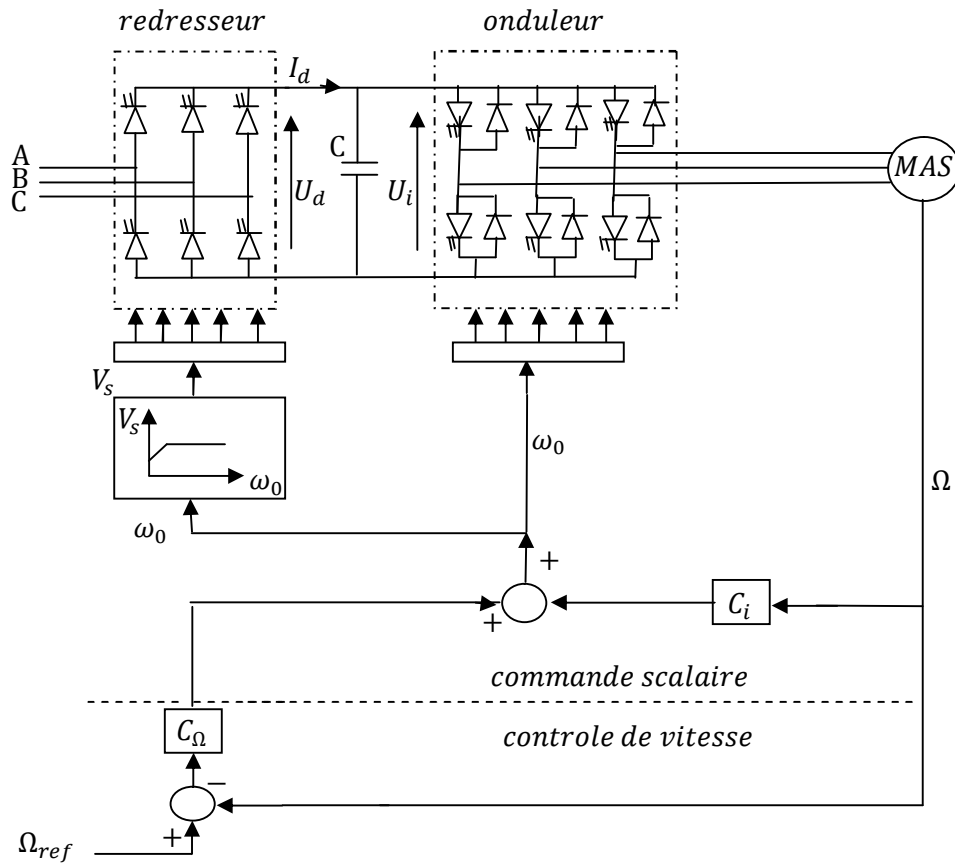 redresseur
onduleur
I_d
A
B
C
U_d
C
U_i
MAS
V_s
V_s
ω_0
ω_0
ω_0
Ω
+
+
C_i
commande scalaire
C_Ω
controle de vitesse
−
+
Ω_ref